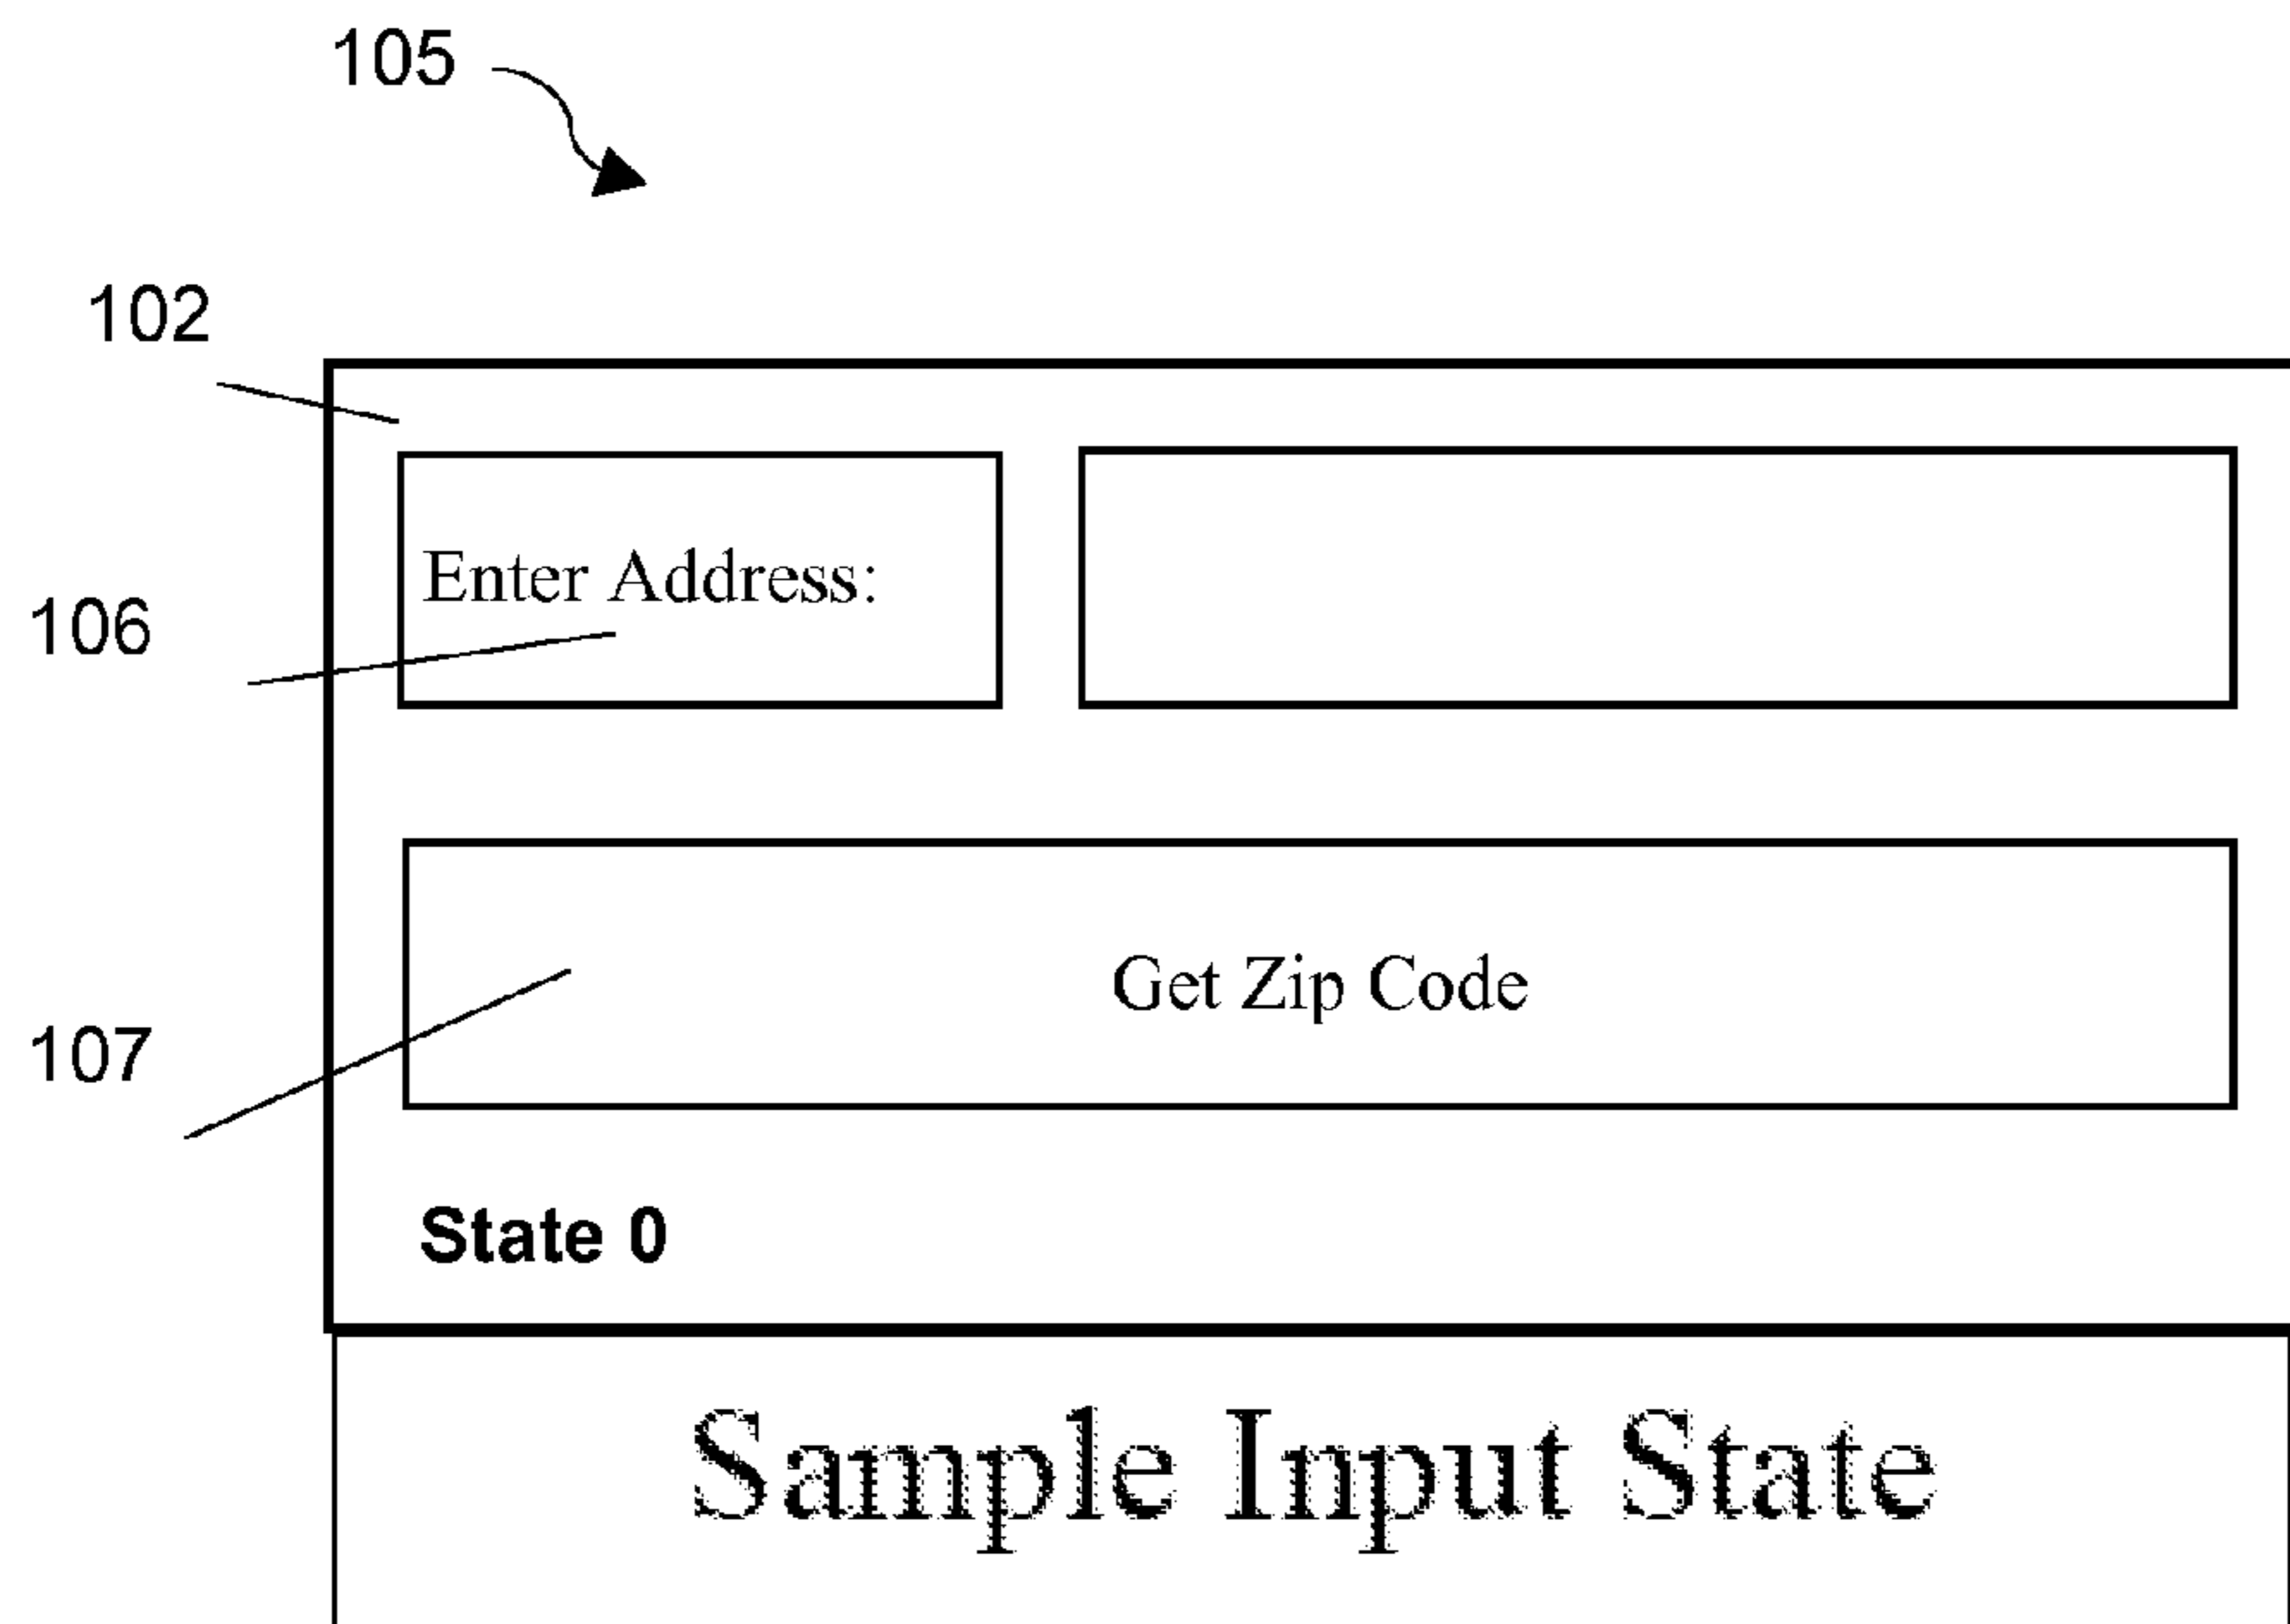 105
102
Enter Address:
106
Get Zip Code
107
State 0
Sample Input State